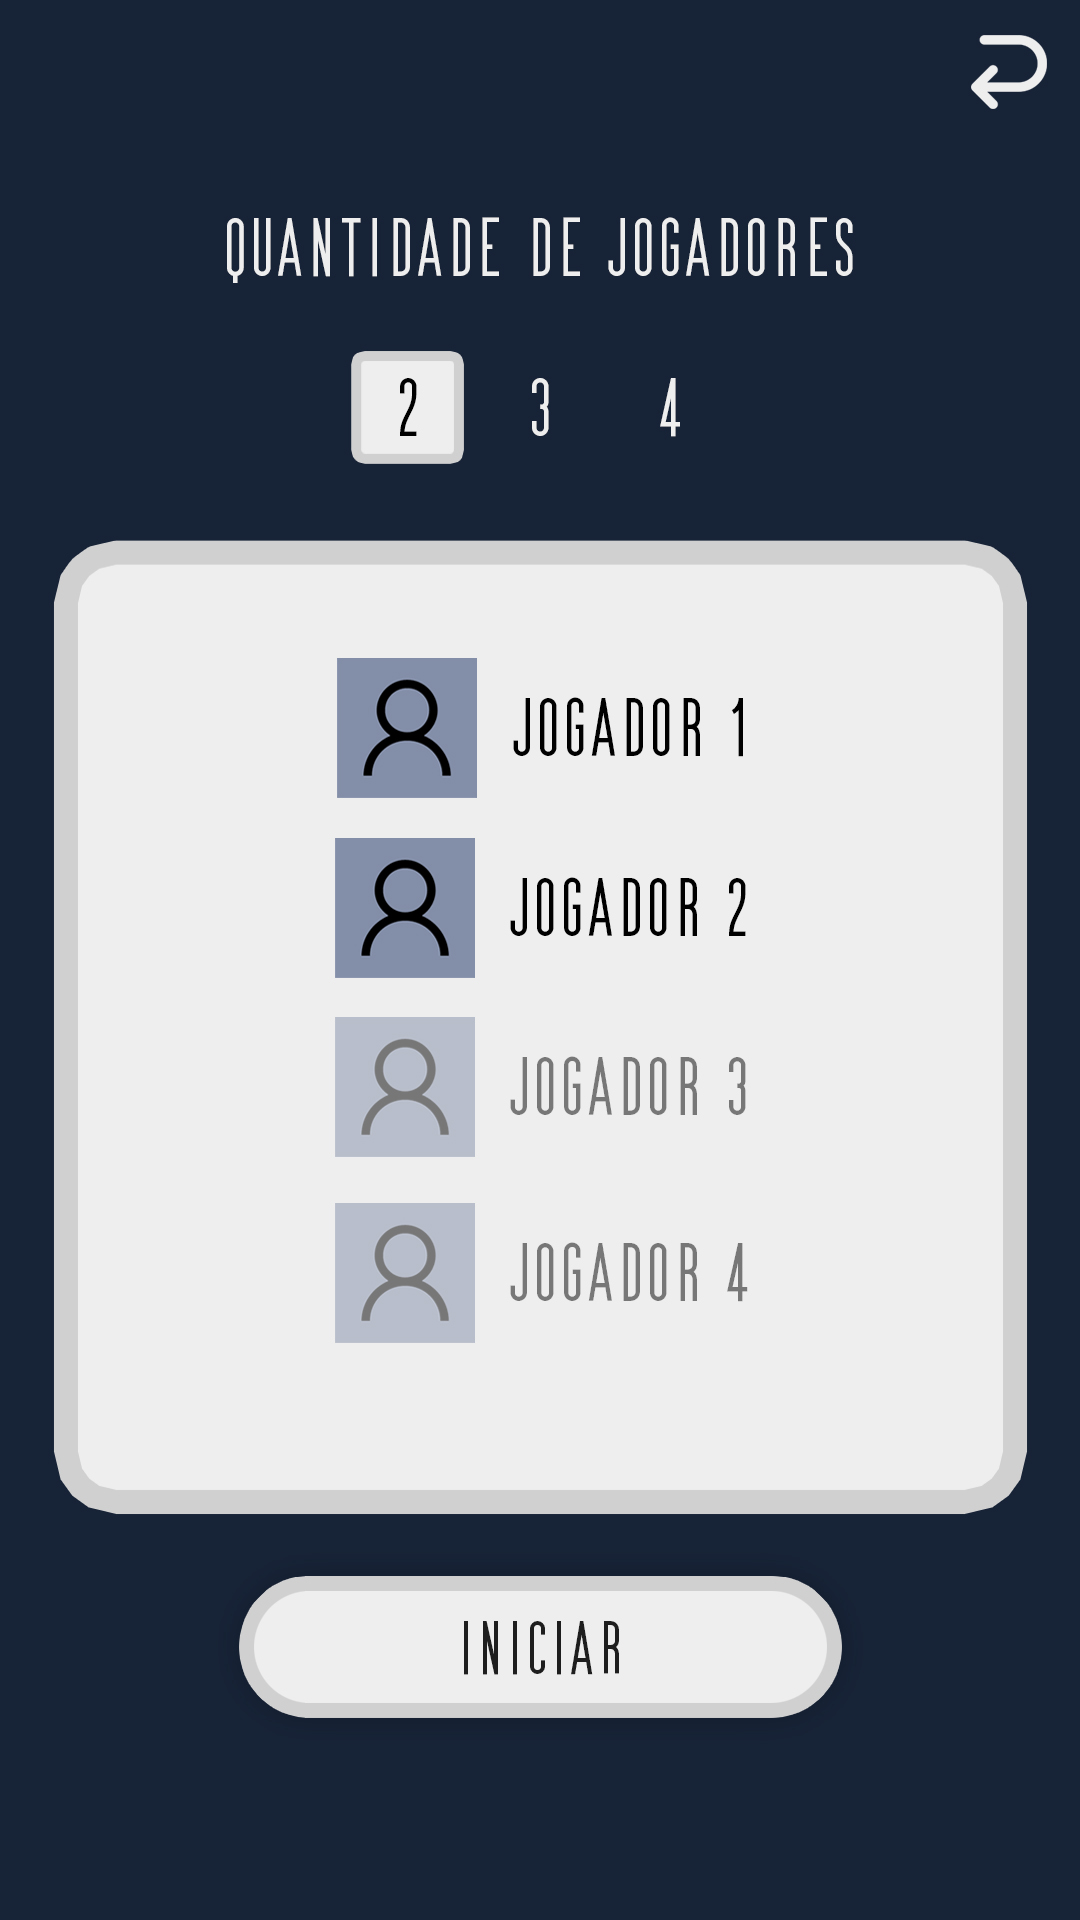 QUANTIDADE DE JOGADORES
2 3 4
JOGADOR 1
JOGADOR 2
JOGADOR 3
JOGADOR 4
INICIAR